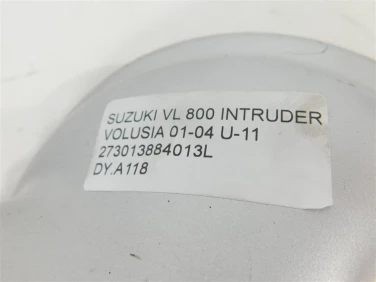 SUZUKI VL 800 INTRUDER
VOLUSIA 01-04 U-11
273013884013L
DY.A118